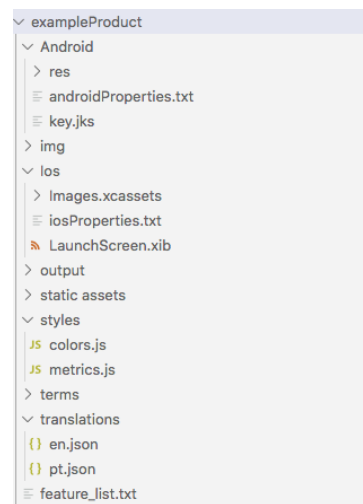 exampleProduct
Android
res
androidProperties.txt
key.jks
img
Ios
Images.xcassets
iosProperties.txt
LaunchScreen.xib
output
static assets
styles
JS colors.js
JS metrics.js
terms
translations
{} en.json
{} pt.json
feature_list.txt